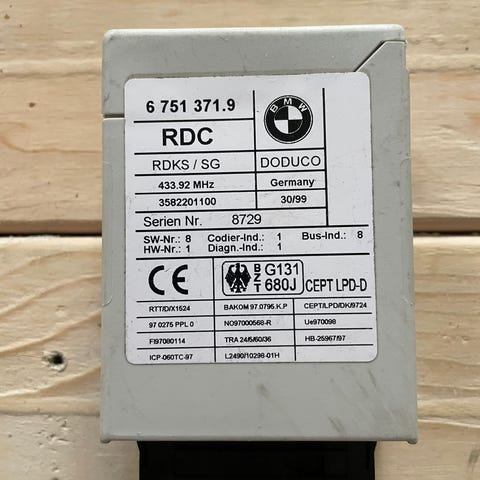 6 751 371.9
BMW
RDC
RDKS / SG DODUCO
433.92 MHz Germany
3582201100 30/99
Serien Nr. 8729
SW-Nr.: 8 Codier-Ind.: 1 Bus-Ind.: 8
HW-Nr.: 1 Diagn.-Ind.: 1
CE BZT G131 680J CEPT LPD-D
RTT/D/X1524 BAKOM 97.0795.K.P CEPT/LPD/DK/9724
97 0275 PPL 0 NO97000568-R Ue970098
FI97080114 TRA 24/5/60/36 HB-25967/97
ICP-060TC-97 L2490/10298-01H